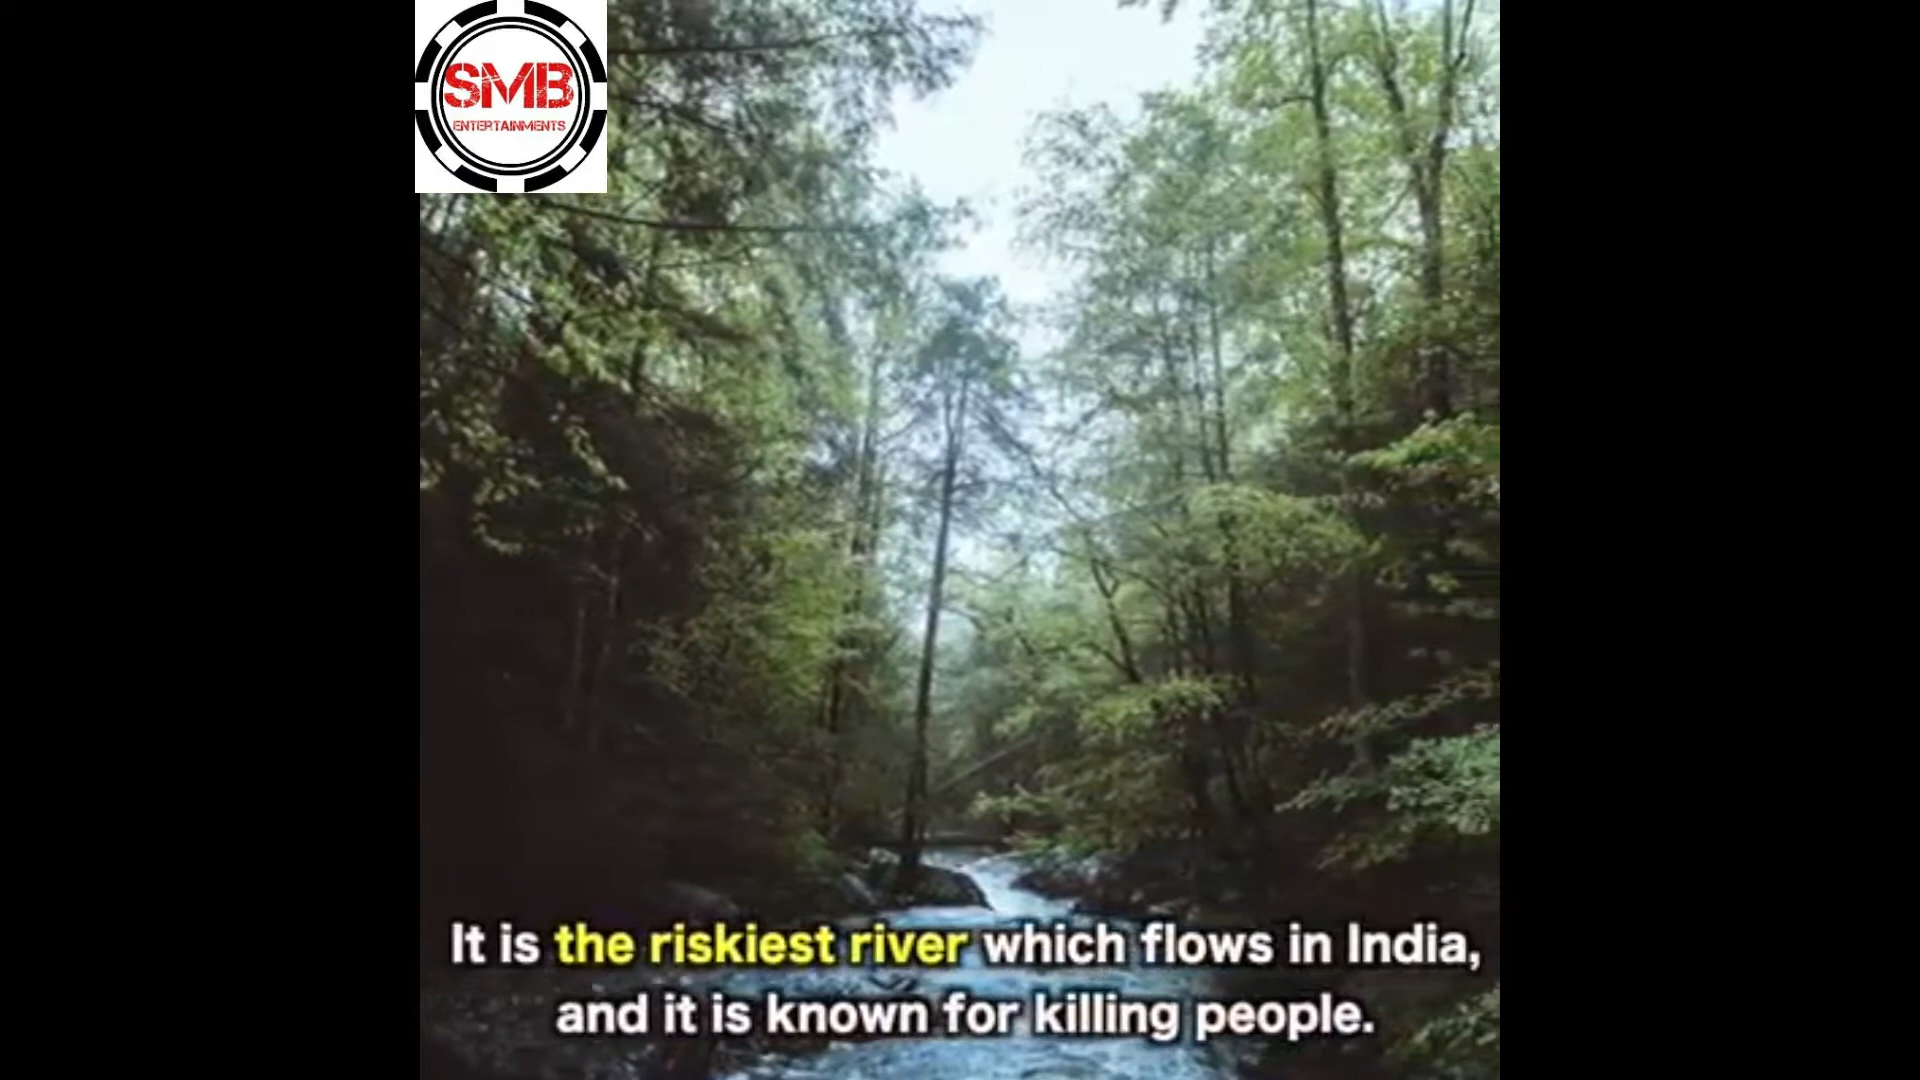 SMB
ENTERTAINMENTS
It is the riskiest river which flows in India,
and it is known for killing people.